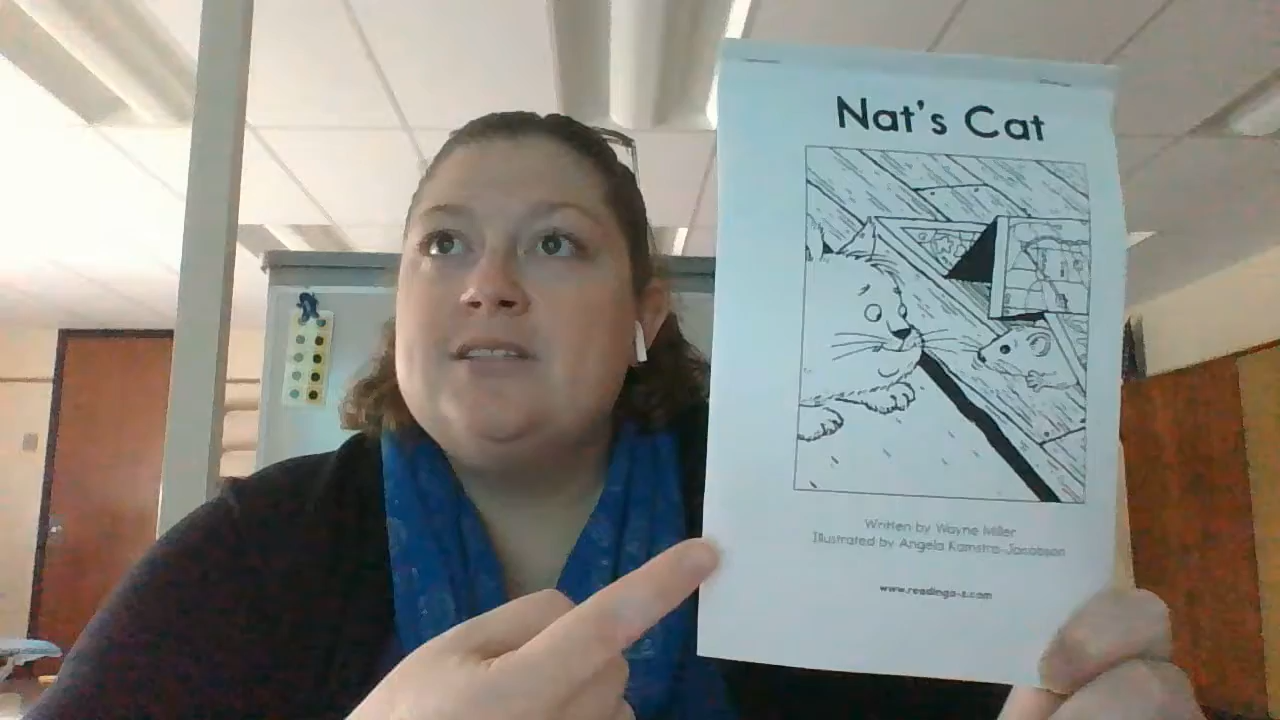 Nat's Cat
Written by Wayne Miller
Illustrated by Angela Kamstra-Jacobson
www.readinga-z.com